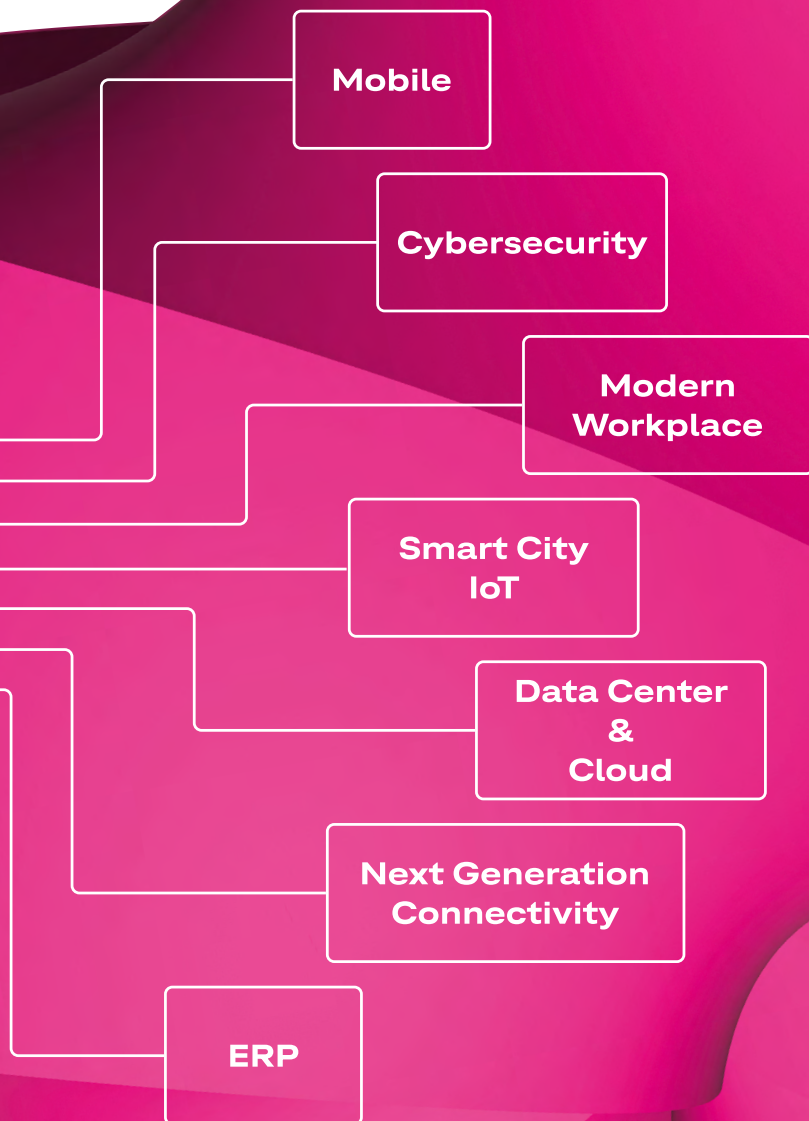 Mobile
Cybersecurity
Modern
Workplace
Smart City
IoT
Data Center
&
Cloud
Next Generation
Connectivity
ERP